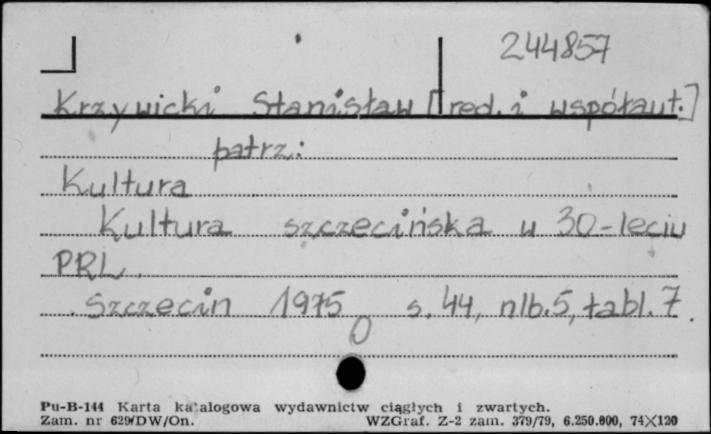 244857
Krzywicki Stanisław [red. i współaut.]
patrz:
Kultura
Kultura szczecińska w 30-leciu
PRL.
Szczecin 1975 s. 44, nlb. 5, tabl. 7.
0
Pu-B-144 Karta katalogowa wydawnictw ciągłych i zwartych.
Zam. nr 629/DW/On. WZGraf. Z-2 zam. 379/79, 6.250.000, 74X120